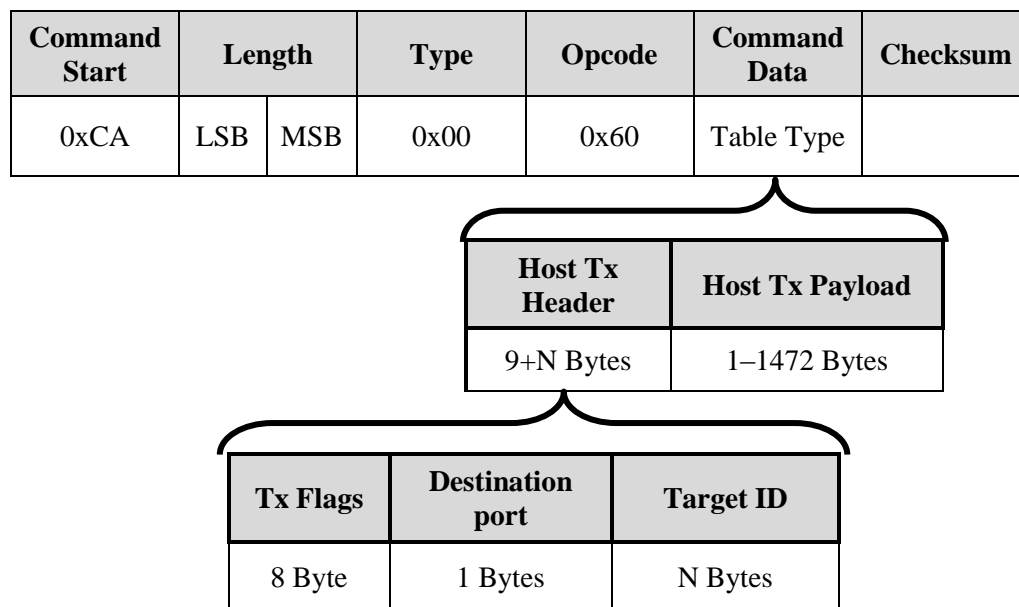 Command Start Length Type Opcode Command Data Checksum
0xCA LSB MSB 0x00 0x60 Table Type
Host Tx Header Host Tx Payload
9+N Bytes 1–1472 Bytes
Tx Flags Destination port Target ID
8 Byte 1 Bytes N Bytes